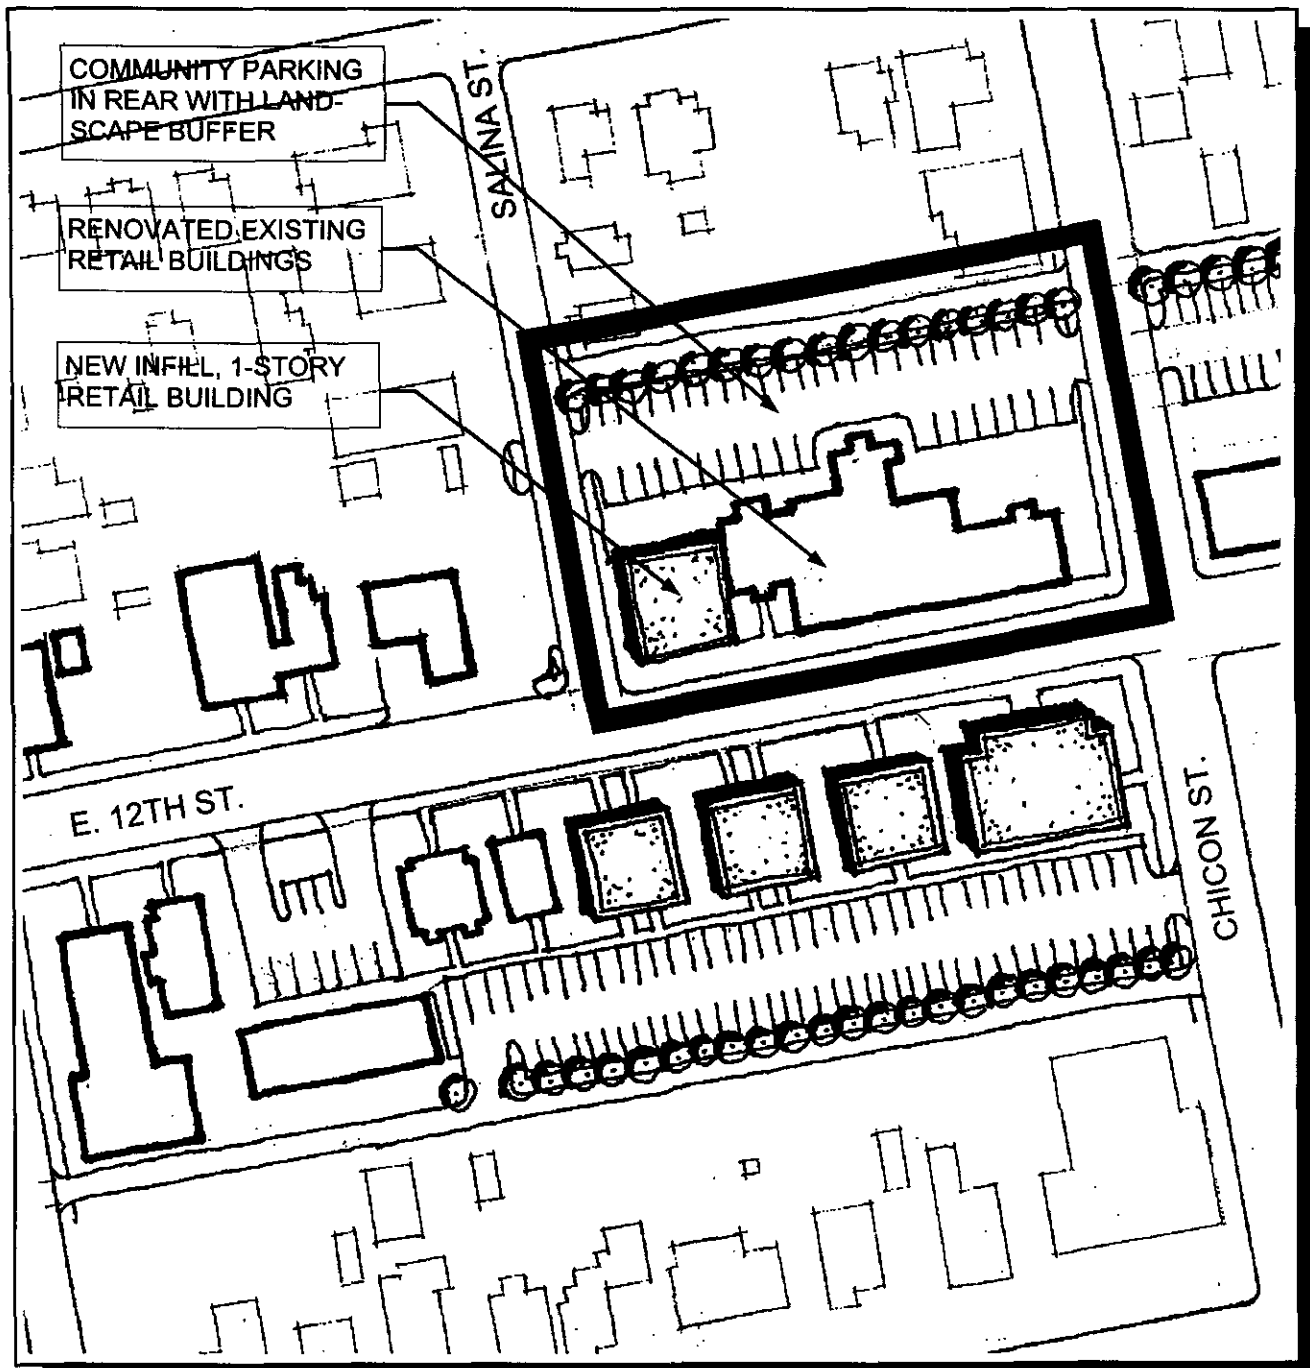 COMMUNITY PARKING
IN REAR WITH LAND-
SCAPE BUFFER
SALINA ST.
RENOVATED EXISTING
RETAIL BUILDINGS
NEW INFILL, 1-STORY
RETAIL BUILDING
E. 12TH ST.
CHICON ST.